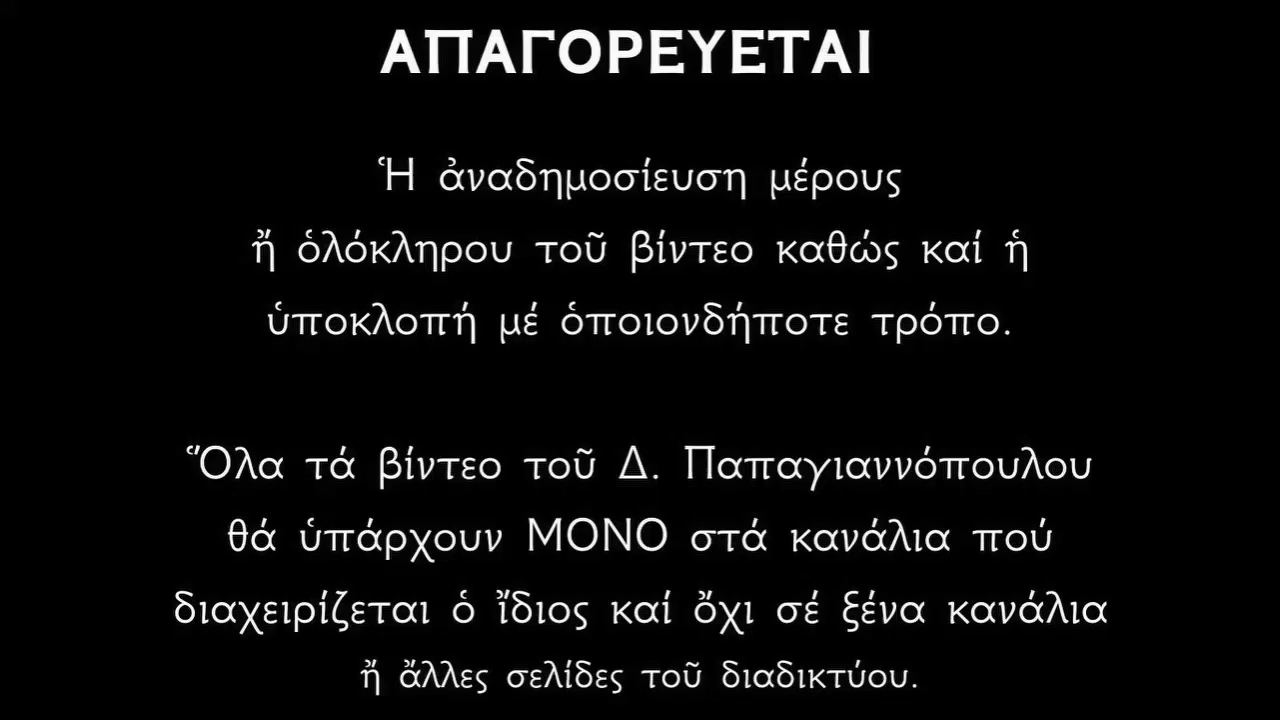 ΑΠΑΓΟΡΕΥΕΤΑΙ
Ἡ ἀναδημοσίευση μέρους
ἤ ὁλόκληρου τοῦ βίντεο καθώς καί ἡ
ὑποκλοπή μέ ὁποιονδήποτε τρόπο.
Ὅλα τά βίντεο τοῦ Δ. Παπαγιαννόπουλου
θά ὑπάρχουν ΜΟΝΟ στά κανάλια πού
διαχειρίζεται ὁ ἴδιος καί ὄχι σέ ξένα κανάλια
ἤ ἄλλες σελίδες τοῦ διαδικτύου.